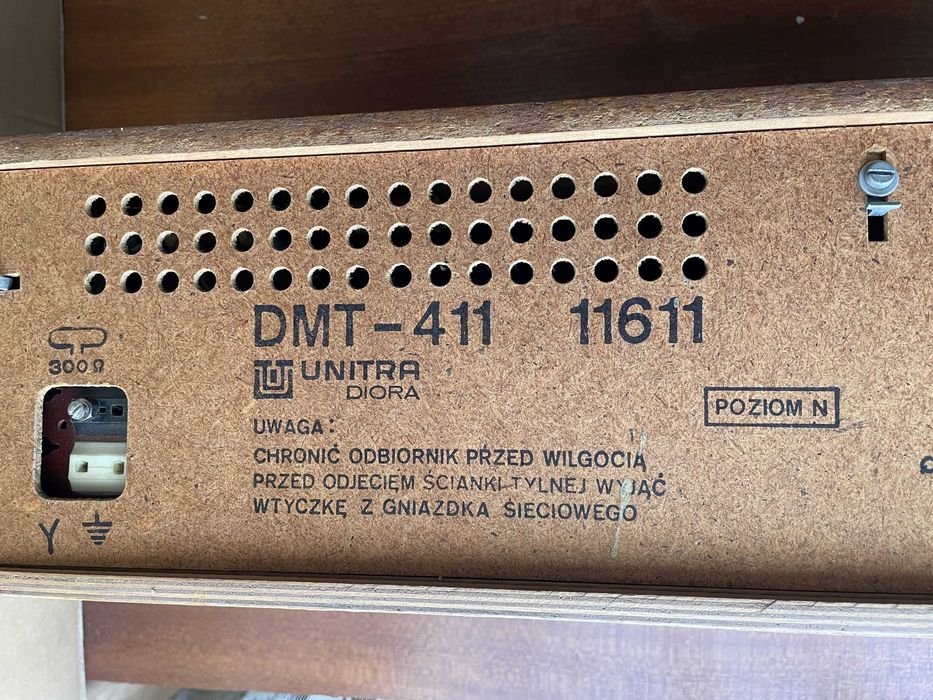 DMT-411 11611
300Ω
UNITRA
DIORA
POZIOM N
UWAGA:
CHRONIĆ ODBIORNIK PRZED WILGOCIĄ
PRZED ODJĘCIEM ŚCIANKI TYLNEJ WYJĄĆ
WTYCZKĘ Z GNIAZDKA SIECIOWEGO